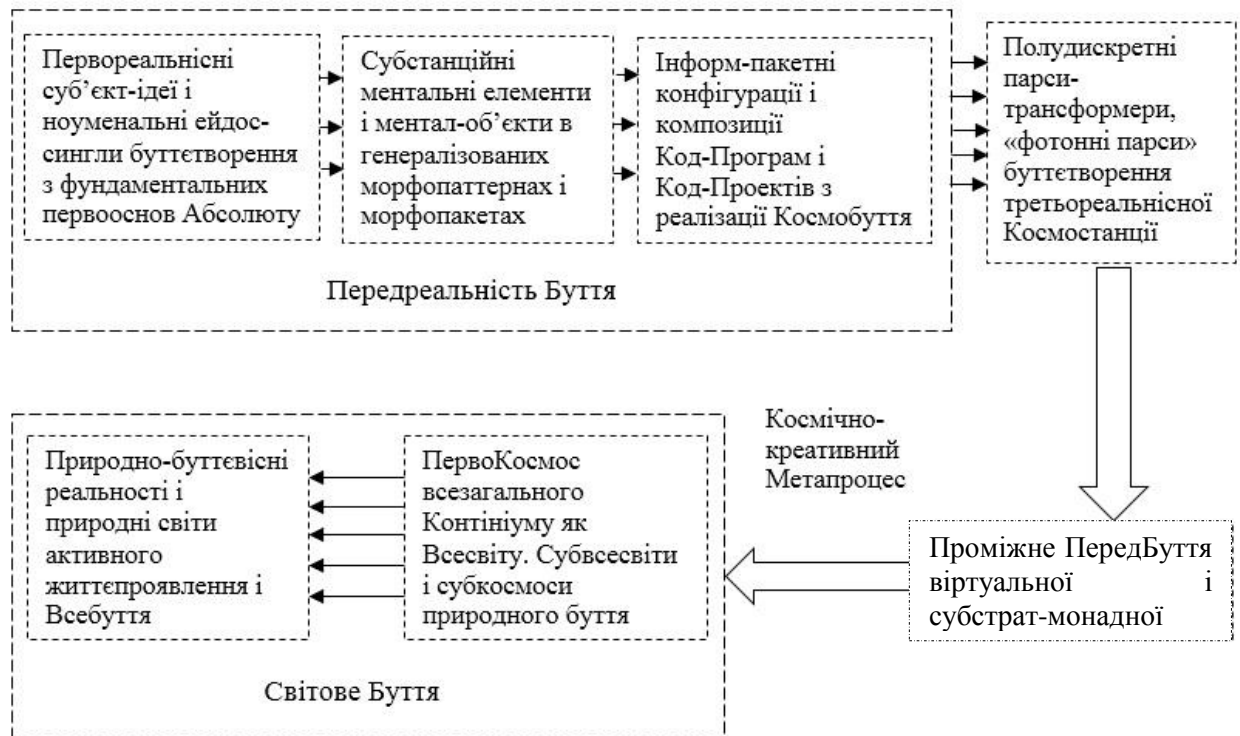 Первореальнісні
суб’єкт-ідеї і
ноуменальні ейдос-
сингли буттєтворення
з фундаментальних
первооснов Абсолюту
Субстанційні
ментальні елементи
і ментал-об’єкти в
генералізованих
морфопаттернах і
морфопакетах
Інформ-пакетні
конфігурації і
композиції
Код-Програм і
Код-Проектів з
реалізації Космобуття
Передреальність Буття
Полудискретні
парси-
трансформери,
«фотонні парси»
буттєтворення
третьореальнісної
Космостанції
Природно-буттєвісні
реальності і
природні світи
активного
життєпроявлення і
Всебуття
ПервоКосмос
всезагального
Контініуму як
Всесвіту. Субвсесвіти
і субкосмоси
природного буття
Світове Буття
Космічно-
креативний
Метапроцес
Проміжне ПередБуття
віртуальної і
субстрат-монадної